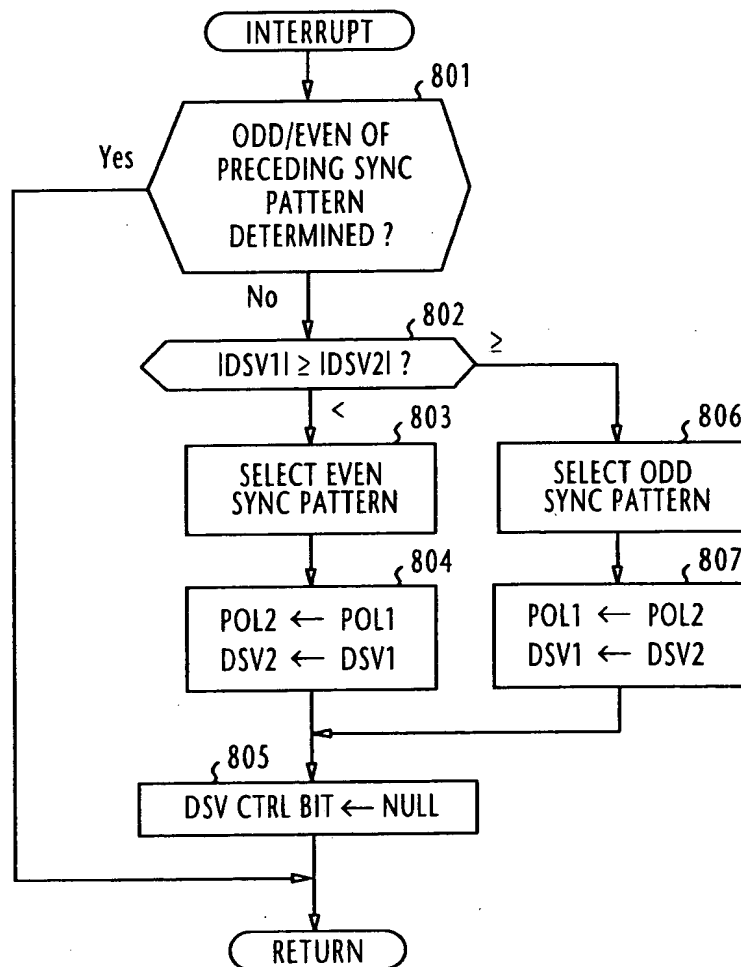 INTERRUPT
801
ODD/EVEN OF
PRECEDING SYNC
PATTERN
DETERMINED ?
Yes
No
802
|DSV1| ≥ |DSV2| ?
≥
<
803
SELECT EVEN
SYNC PATTERN
806
SELECT ODD
SYNC PATTERN
804
POL2 ← POL1
DSV2 ← DSV1
807
POL1 ← POL2
DSV1 ← DSV2
805
DSV CTRL BIT ← NULL
RETURN